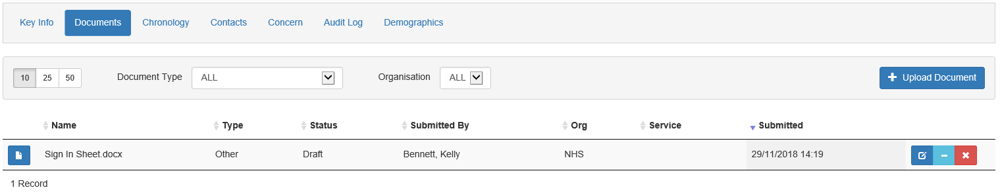 Key Info Documents Chronology Contacts Concern Audit Log Demographics
10 25 50 Document Type ALL Organisation ALL Upload Document
Name Type Status Submitted By Org Service Submitted
Sign In Sheet.docx Other Draft Bennett, Kelly NHS 29/11/2018 14:19
1 Record